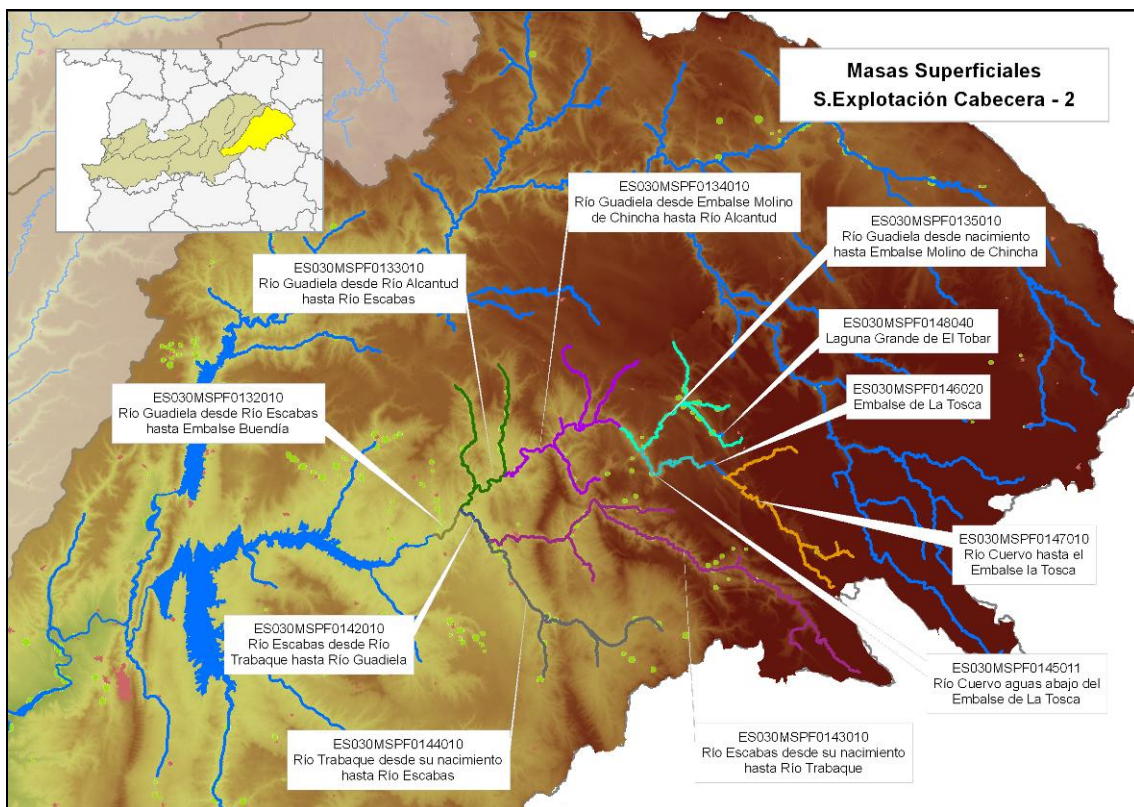 Masas Superficiales
S.Explotación Cabecera - 2
ES030MSPF0134010
Río Guadiela desde Embalse Molino
de Chincha hasta Río Alcantud
ES030MSPF0135010
Río Guadiela desde nacimiento
hasta Embalse Molino de Chincha
ES030MSPF0133010
Río Guadiela desde Río Alcantud
hasta Río Escabas
ES030MSPF0148040
Laguna Grande de El Tobar
ES030MSPF0146020
Embalse de La Tosca
ES030MSPF0132010
Río Guadiela desde Río Escabas
hasta Embalse Buendía
ES030MSPF0147010
Río Cuervo hasta el
Embalse la Tosca
ES030MSPF0142010
Río Escabas desde Río
Trabaque hasta Río Guadiela
ES030MSPF0145011
Río Cuervo aguas abajo del
Embalse de La Tosca
ES030MSPF0144010
Río Trabaque desde su nacimiento
hasta Río Escabas
ES030MSPF0143010
Río Escabas desde su nacimiento
hasta Río Trabaque